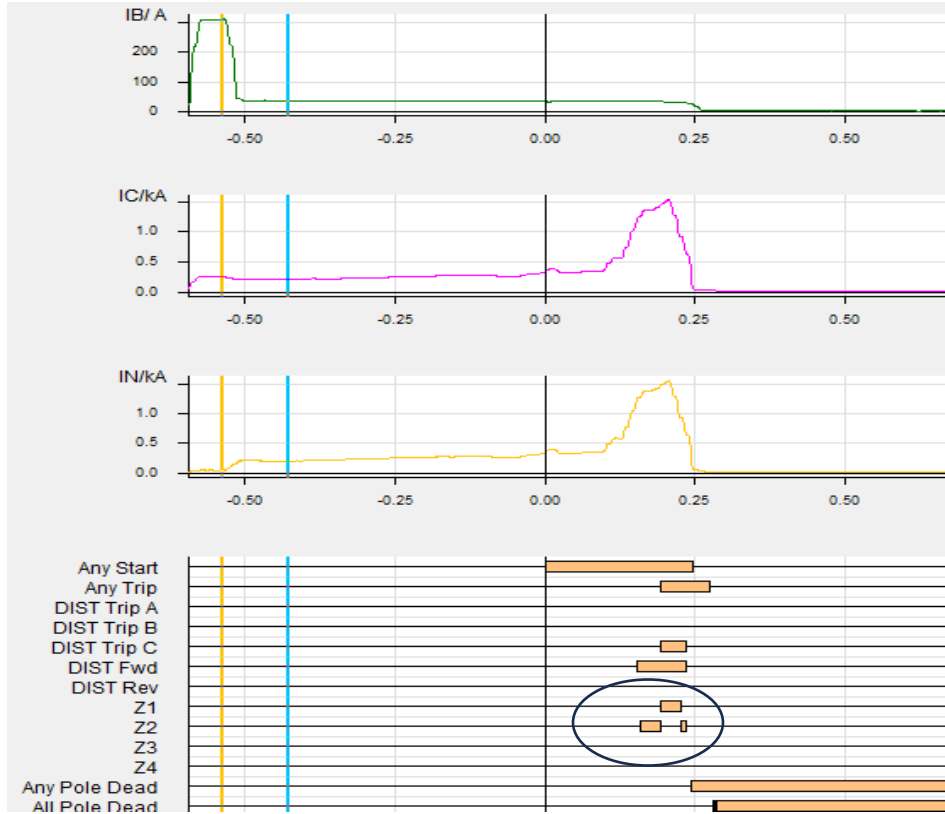 IB/ A
200
100
0
-0.50 -0.25 0.00 0.25 0.50
IC/kA
1.0
0.5
0.0
-0.50 -0.25 0.00 0.25 0.50
IN/kA
1.0
0.5
0.0
-0.50 -0.25 0.00 0.25 0.50
Any Start
Any Trip
DIST Trip A
DIST Trip B
DIST Trip C
DIST Fwd
DIST Rev
Z1
Z2
Z3
Z4
Any Pole Dead
All Pole Dead